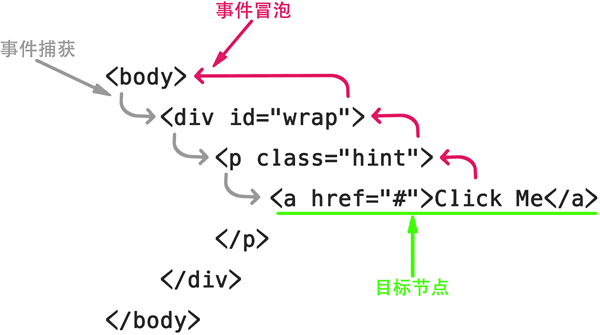 事件冒泡
事件捕获
<body>
<div id="wrap">
<p class="hint">
<a href="#">Click Me</a>
</p>
目标节点
</div>
</body>